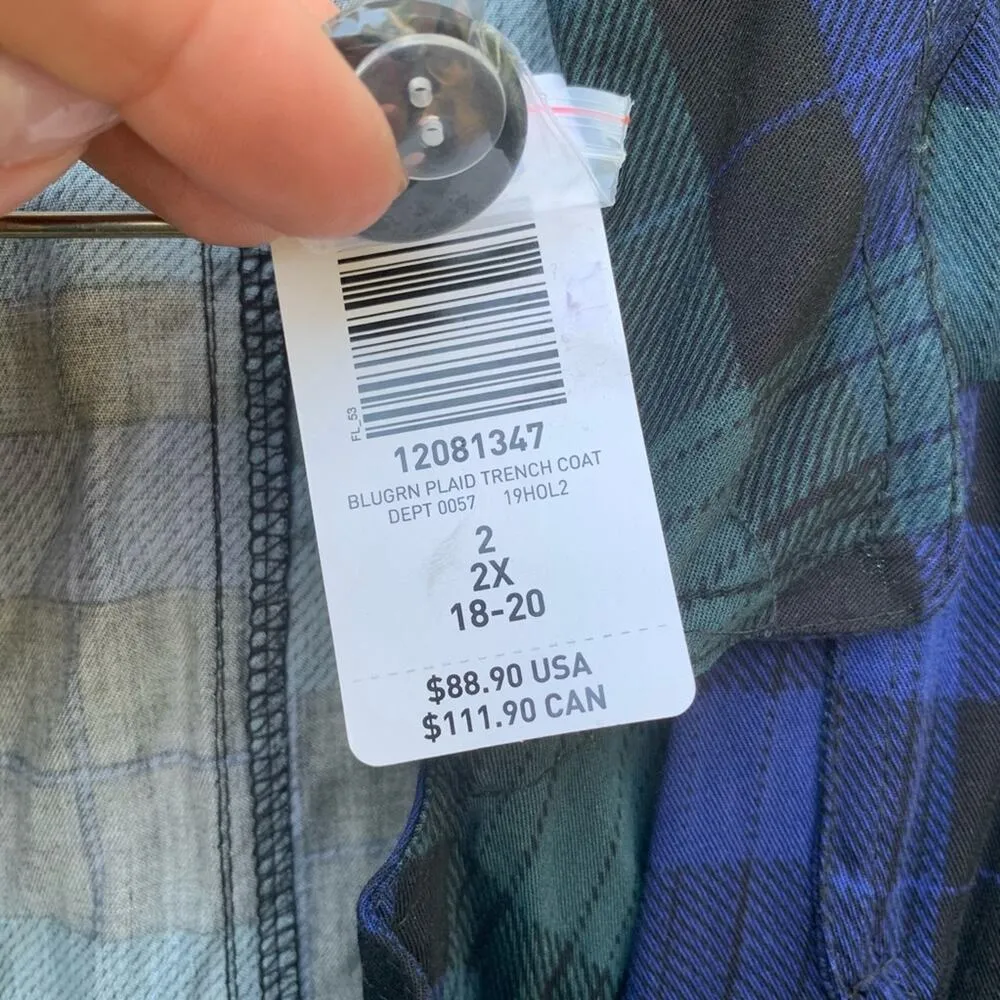 FL_53
12081347
BLUGRN PLAID TRENCH COAT
DEPT 0057 19HOL2
2
2X
18-20
$88.90 USA
$111.90 CAN